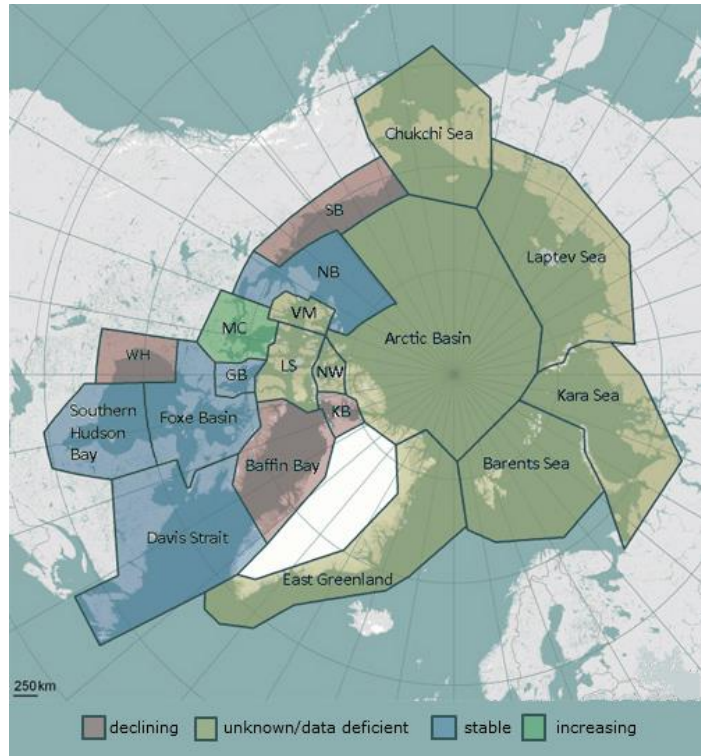 Chukchi Sea
SB
Laptev Sea
NB
VM
MC
Arctic Basin
WH
LS
GB
NW
Kara Sea
Southern
Hudson
Bay
Foxe Basin
KB
Baffin Bay
Barents Sea
Davis Strait
East Greenland
250km
declining
unknown/data deficient
stable
increasing